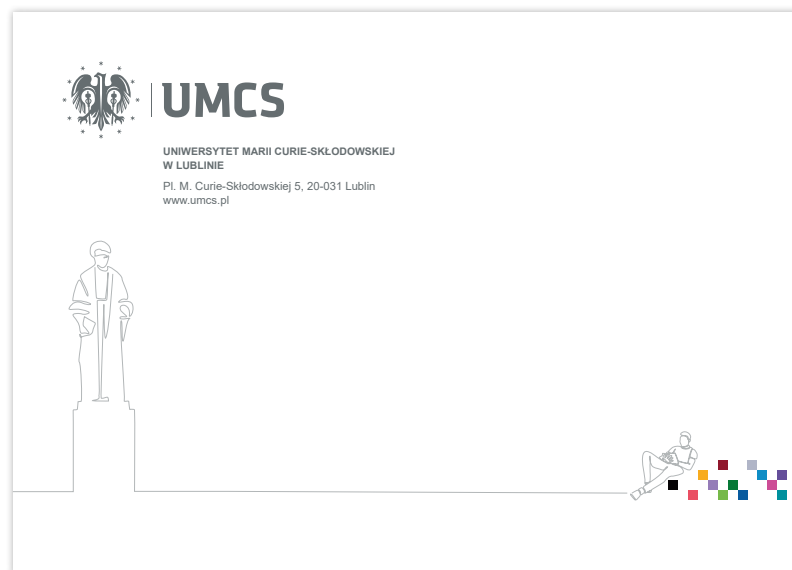 UMCS
UNIWERSYTET MARII CURIE-SKŁODOWSKIEJ
W LUBLINIE
Pl. M. Curie-Skłodowskiej 5, 20-031 Lublin
www.umcs.pl